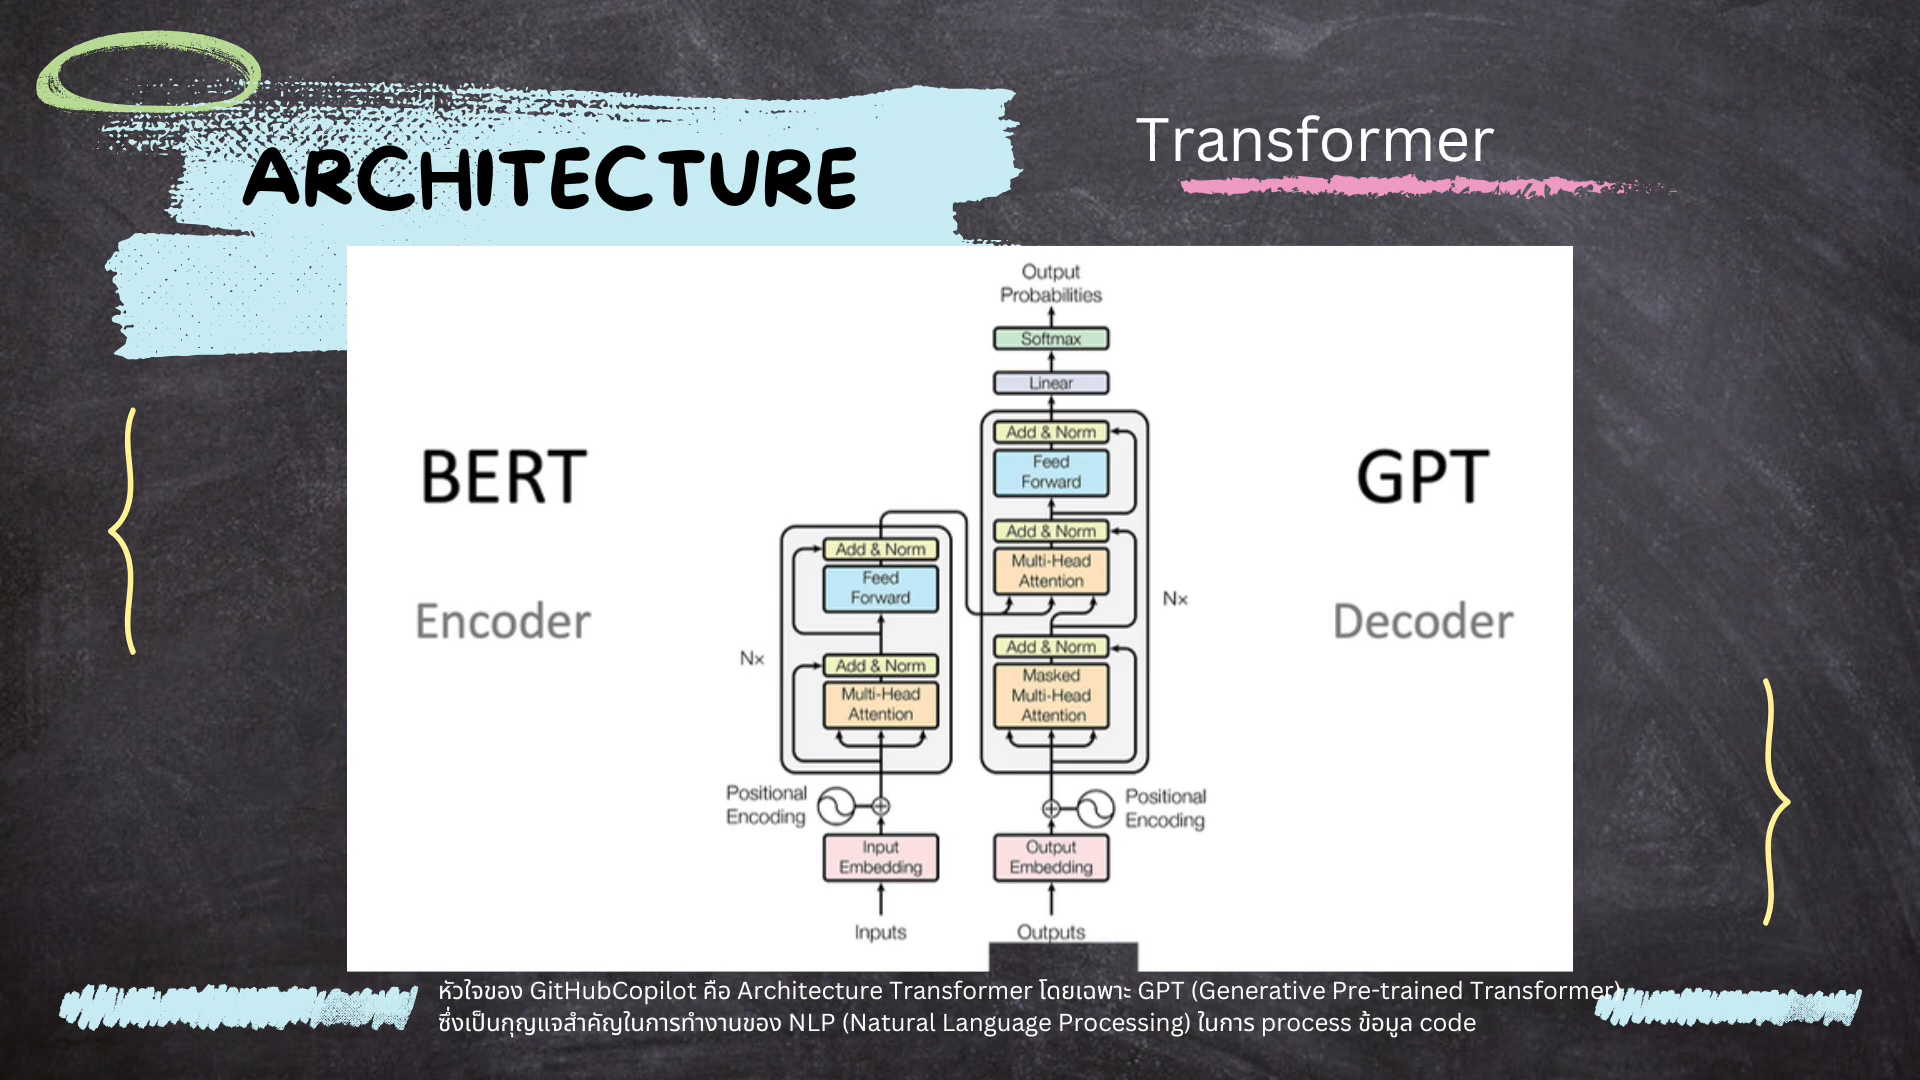 ARCHITECTURE
Transformer
BERT
Encoder
GPT
Decoder
Output
Probabilities
Softmax
Linear
Add & Norm
Feed
Forward
Add & Norm
Multi-Head
Attention
Nx
Add & Norm
Masked
Multi-Head
Attention
Add & Norm
Feed
Forward
Nx
Add & Norm
Multi-Head
Attention
Positional
Encoding
Positional
Encoding
Input
Embedding
Output
Embedding
Inputs
Outputs
หัวใจของ GitHubCopilot คือ Architecture Transformer โดยเฉพาะ GPT (Generative Pre-trained Transformer)
ซึ่งเป็นกุญแจสำคัญในการทำงานของ NLP (Natural Language Processing) ในการ process ข้อมูล code